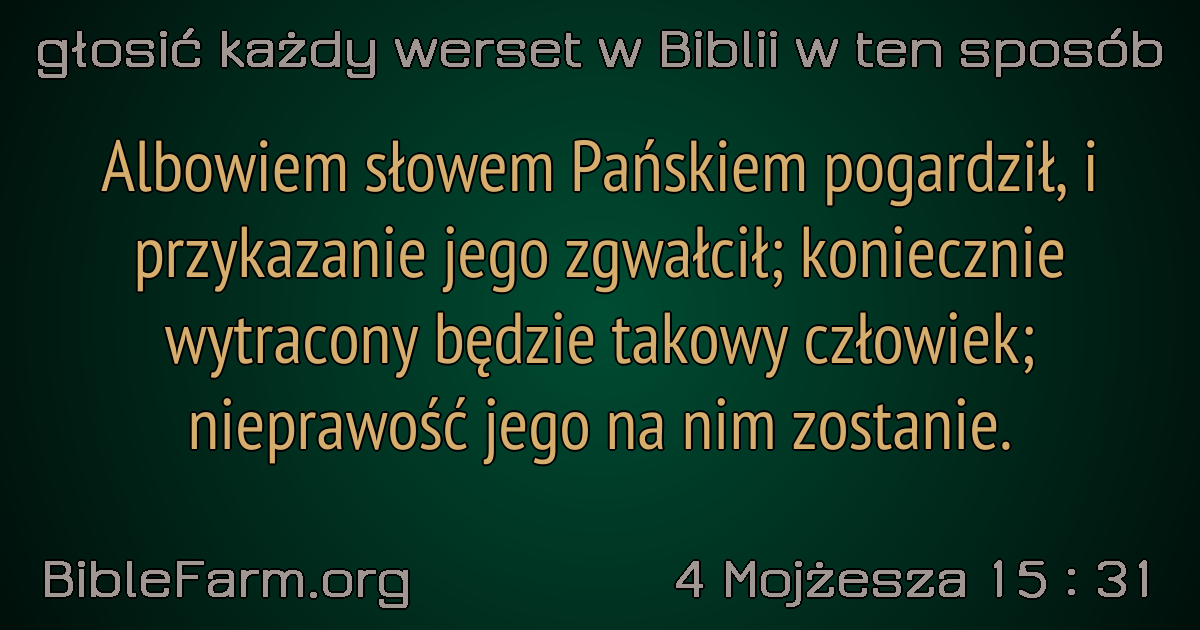 głosić każdy werset w Biblii w ten sposób
Albowiem słowem Pańskiem pogardził, i
przykazanie jego zgwałcił; koniecznie
wytracony będzie takowy człowiek;
nieprawość jego na nim zostanie.
BibleFarm.org
4 Mojżesza 15 : 31